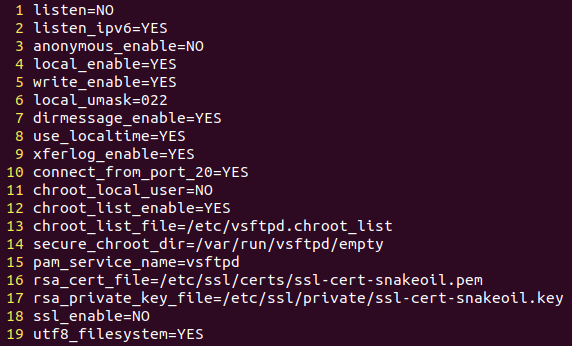 1 listen=NO
2 listen_ipv6=YES
3 anonymous_enable=NO
4 local_enable=YES
5 write_enable=YES
6 local_umask=022
7 dirmessage_enable=YES
8 use_localtime=YES
9 xferlog_enable=YES
10 connect_from_port_20=YES
11 chroot_local_user=NO
12 chroot_list_enable=YES
13 chroot_list_file=/etc/vsftpd.chroot_list
14 secure_chroot_dir=/var/run/vsftpd/empty
15 pam_service_name=vsftpd
16 rsa_cert_file=/etc/ssl/certs/ssl-cert-snakeoil.pem
17 rsa_private_key_file=/etc/ssl/private/ssl-cert-snakeoil.key
18 ssl_enable=NO
19 utf8_filesystem=YES